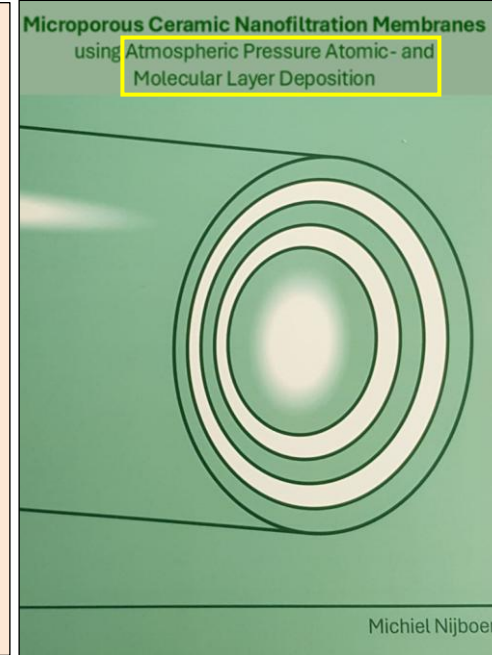 Microporous Ceramic Nanofiltration Membranes
using Atmospheric Pressure Atomic- and
Molecular Layer Deposition
Michiel Nijboer